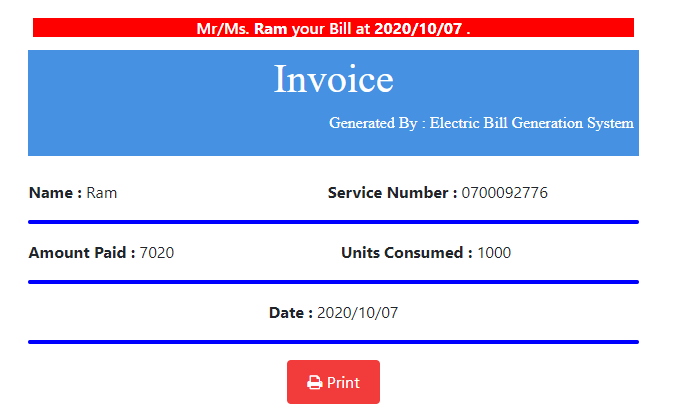 Mr/Ms. Ram your Bill at 2020/10/07 .
Invoice
Generated By : Electric Bill Generation System
Name : Ram Service Number : 0700092776
Amount Paid : 7020 Units Consumed : 1000
Date : 2020/10/07
Print